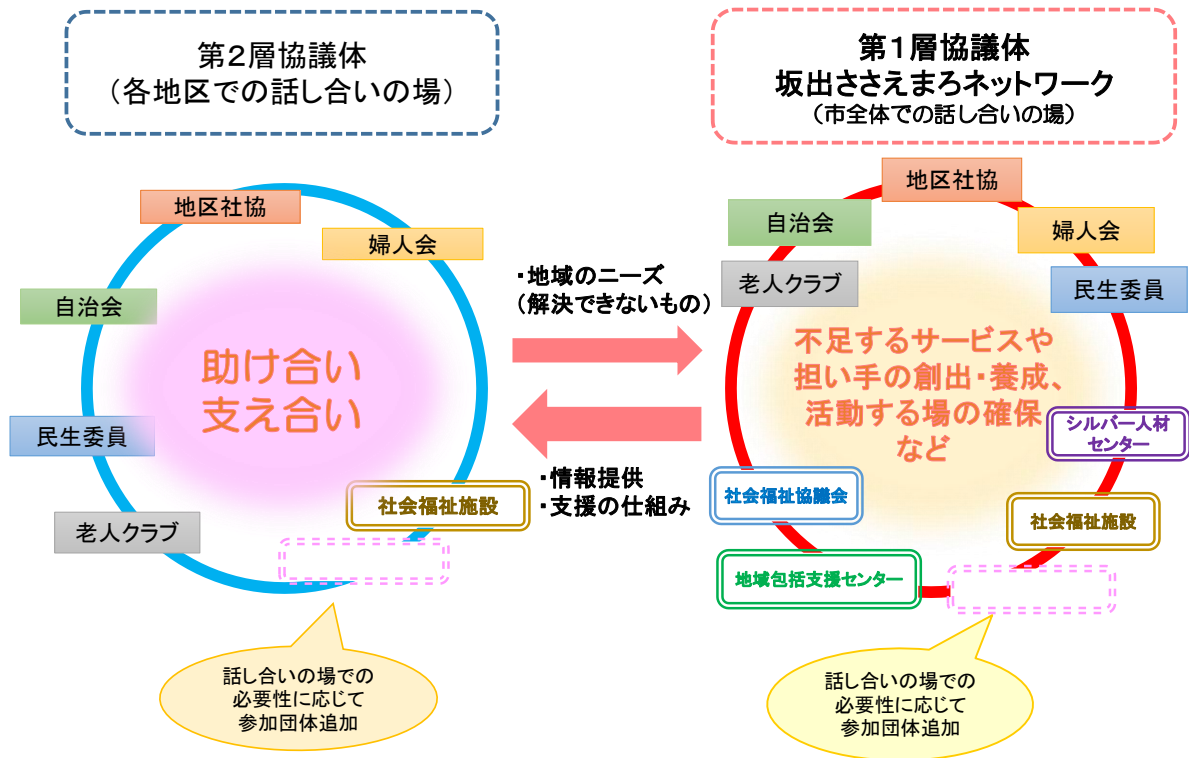 第２層協議体
（各地区での話し合いの場）
地区社協
婦人会
自治会
助け合い
支え合い
民生委員
社会福祉施設
老人クラブ
話し合いの場での
必要性に応じて
参加団体追加
・地域のニーズ
（解決できないもの）
・情報提供
・支援の仕組み
第１層協議体
坂出ささえまろネットワーク
（市全体での話し合いの場）
地区社協
自治会
婦人会
老人クラブ
民生委員
不足するサービスや
担い手の創出・養成、
活動する場の確保
など
シルバー人材
センター
社会福祉協議会
社会福祉施設
地域包括支援センター
話し合いの場での
必要性に応じて
参加団体追加